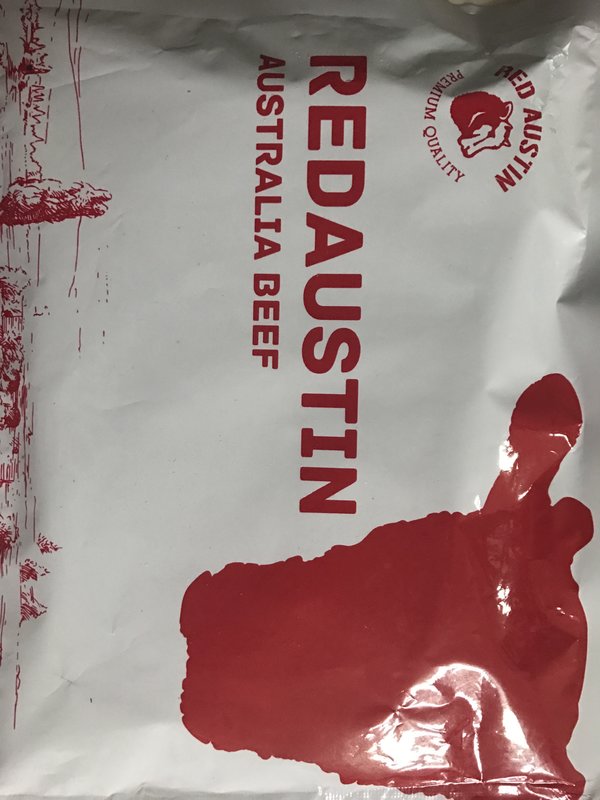 RED AUSTIN
PREMIUM QUALITY
REDAUSTIN
AUSTRALIA BEEF